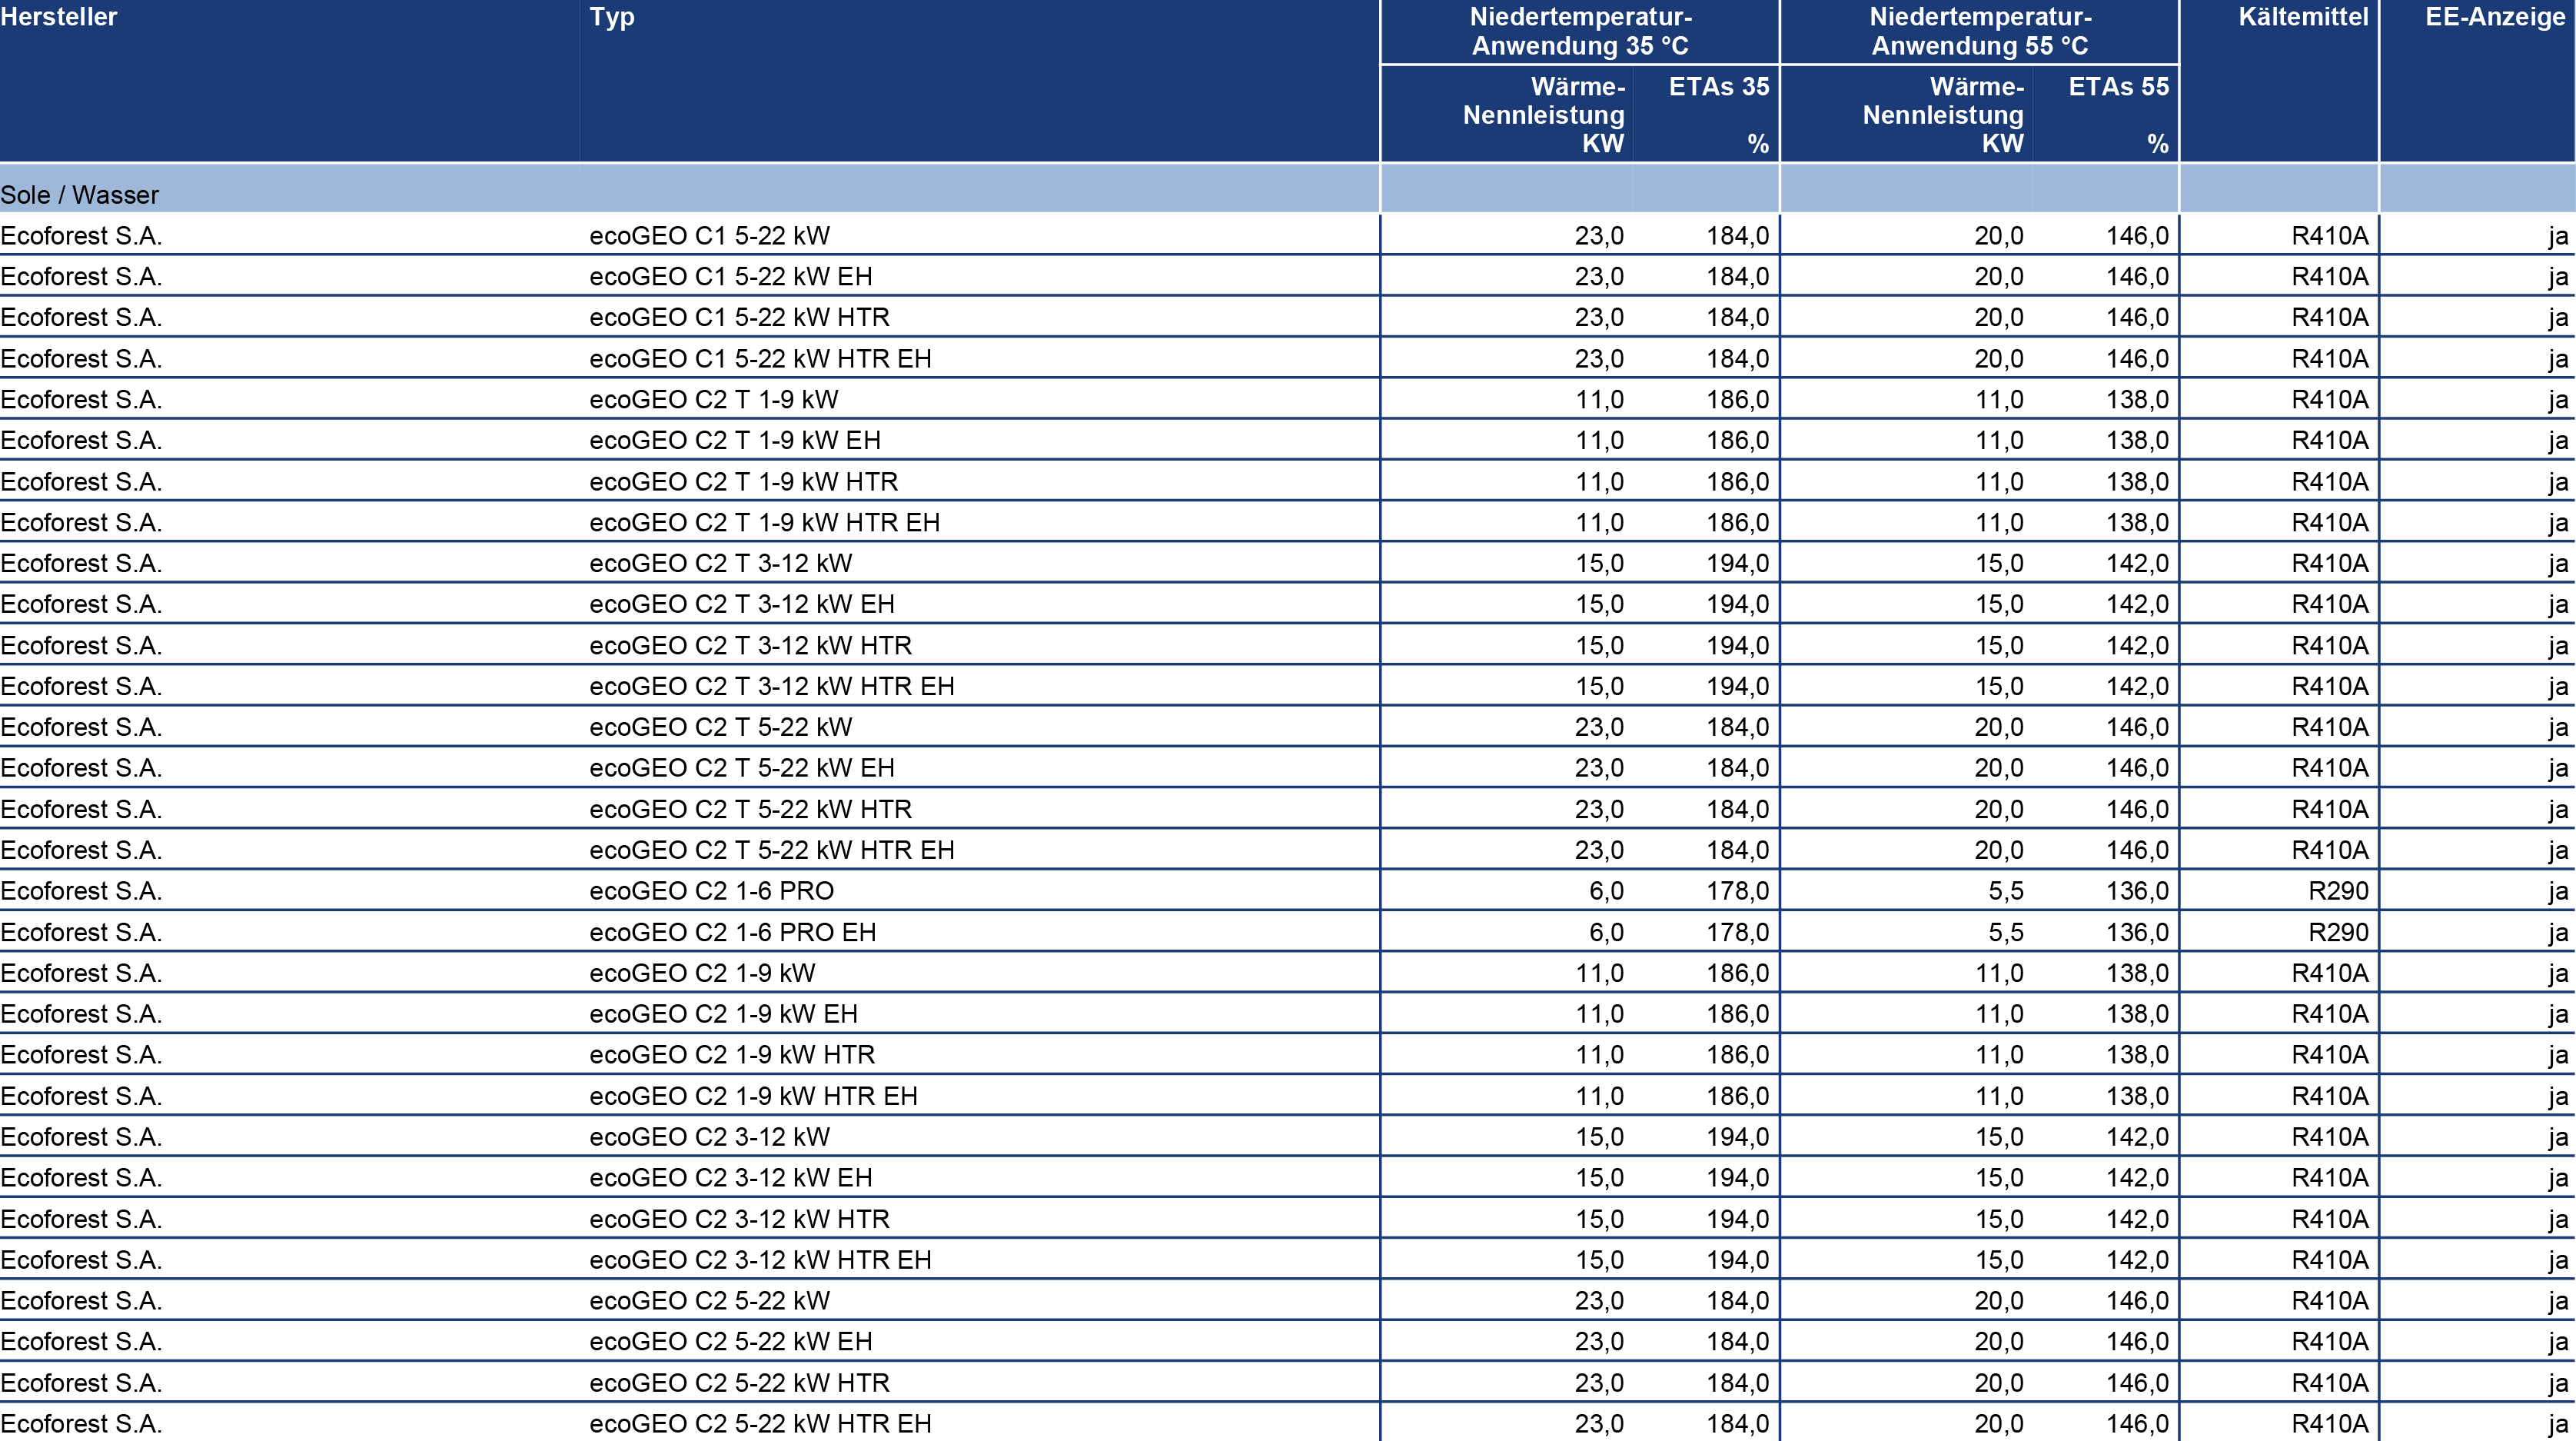 Hersteller Typ Niedertemperatur- Niedertemperatur- Kältemittel EE-Anzeige
Anwendung 35 °C Anwendung 55 °C
Wärme- ETAs 35 Wärme- ETAs 55
Nennleistung Nennleistung
KW % KW %
Sole / Wasser
Ecoforest S.A. ecoGEO C1 5-22 kW 23,0 184,0 20,0 146,0 R410A ja
Ecoforest S.A. ecoGEO C1 5-22 kW EH 23,0 184,0 20,0 146,0 R410A ja
Ecoforest S.A. ecoGEO C1 5-22 kW HTR 23,0 184,0 20,0 146,0 R410A ja
Ecoforest S.A. ecoGEO C1 5-22 kW HTR EH 23,0 184,0 20,0 146,0 R410A ja
Ecoforest S.A. ecoGEO C2 T 1-9 kW 11,0 186,0 11,0 138,0 R410A ja
Ecoforest S.A. ecoGEO C2 T 1-9 kW EH 11,0 186,0 11,0 138,0 R410A ja
Ecoforest S.A. ecoGEO C2 T 1-9 kW HTR 11,0 186,0 11,0 138,0 R410A ja
Ecoforest S.A. ecoGEO C2 T 1-9 kW HTR EH 11,0 186,0 11,0 138,0 R410A ja
Ecoforest S.A. ecoGEO C2 T 3-12 kW 15,0 194,0 15,0 142,0 R410A ja
Ecoforest S.A. ecoGEO C2 T 3-12 kW EH 15,0 194,0 15,0 142,0 R410A ja
Ecoforest S.A. ecoGEO C2 T 3-12 kW HTR 15,0 194,0 15,0 142,0 R410A ja
Ecoforest S.A. ecoGEO C2 T 3-12 kW HTR EH 15,0 194,0 15,0 142,0 R410A ja
Ecoforest S.A. ecoGEO C2 T 5-22 kW 23,0 184,0 20,0 146,0 R410A ja
Ecoforest S.A. ecoGEO C2 T 5-22 kW EH 23,0 184,0 20,0 146,0 R410A ja
Ecoforest S.A. ecoGEO C2 T 5-22 kW HTR 23,0 184,0 20,0 146,0 R410A ja
Ecoforest S.A. ecoGEO C2 T 5-22 kW HTR EH 23,0 184,0 20,0 146,0 R410A ja
Ecoforest S.A. ecoGEO C2 1-6 PRO 6,0 178,0 5,5 136,0 R290 ja
Ecoforest S.A. ecoGEO C2 1-6 PRO EH 6,0 178,0 5,5 136,0 R290 ja
Ecoforest S.A. ecoGEO C2 1-9 kW 11,0 186,0 11,0 138,0 R410A ja
Ecoforest S.A. ecoGEO C2 1-9 kW EH 11,0 186,0 11,0 138,0 R410A ja
Ecoforest S.A. ecoGEO C2 1-9 kW HTR 11,0 186,0 11,0 138,0 R410A ja
Ecoforest S.A. ecoGEO C2 1-9 kW HTR EH 11,0 186,0 11,0 138,0 R410A ja
Ecoforest S.A. ecoGEO C2 3-12 kW 15,0 194,0 15,0 142,0 R410A ja
Ecoforest S.A. ecoGEO C2 3-12 kW EH 15,0 194,0 15,0 142,0 R410A ja
Ecoforest S.A. ecoGEO C2 3-12 kW HTR 15,0 194,0 15,0 142,0 R410A ja
Ecoforest S.A. ecoGEO C2 3-12 kW HTR EH 15,0 194,0 15,0 142,0 R410A ja
Ecoforest S.A. ecoGEO C2 5-22 kW 23,0 184,0 20,0 146,0 R410A ja
Ecoforest S.A. ecoGEO C2 5-22 kW EH 23,0 184,0 20,0 146,0 R410A ja
Ecoforest S.A. ecoGEO C2 5-22 kW HTR 23,0 184,0 20,0 146,0 R410A ja
Ecoforest S.A. ecoGEO C2 5-22 kW HTR EH 23,0 184,0 20,0 146,0 R410A ja